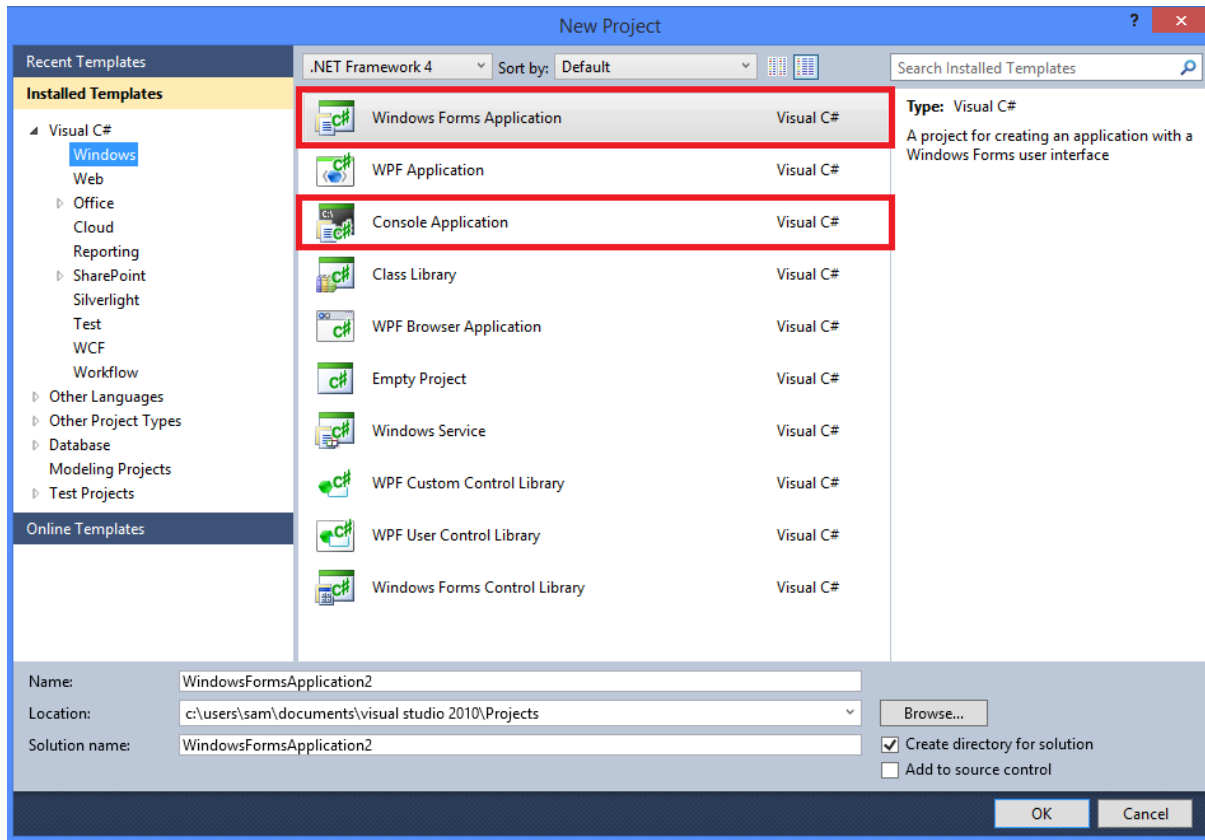 New Project
?
Recent Templates
Installed Templates
Visual C#
Windows
Web
Office
Cloud
Reporting
SharePoint
Silverlight
Test
WCF
Workflow
Other Languages
Other Project Types
Database
Modeling Projects
Test Projects
Online Templates
.NET Framework 4 Sort by: Default
Windows Forms Application Visual C#
WPF Application Visual C#
Console Application Visual C#
Class Library Visual C#
WPF Browser Application Visual C#
Empty Project Visual C#
Windows Service Visual C#
WPF Custom Control Library Visual C#
WPF User Control Library Visual C#
Windows Forms Control Library Visual C#
Search Installed Templates
Type: Visual C#
A project for creating an application with a
Windows Forms user interface
Name: WindowsFormsApplication2
Location: c:\users\sam\documents\visual studio 2010\Projects Browse...
Solution name: WindowsFormsApplication2
Create directory for solution
Add to source control
OK Cancel